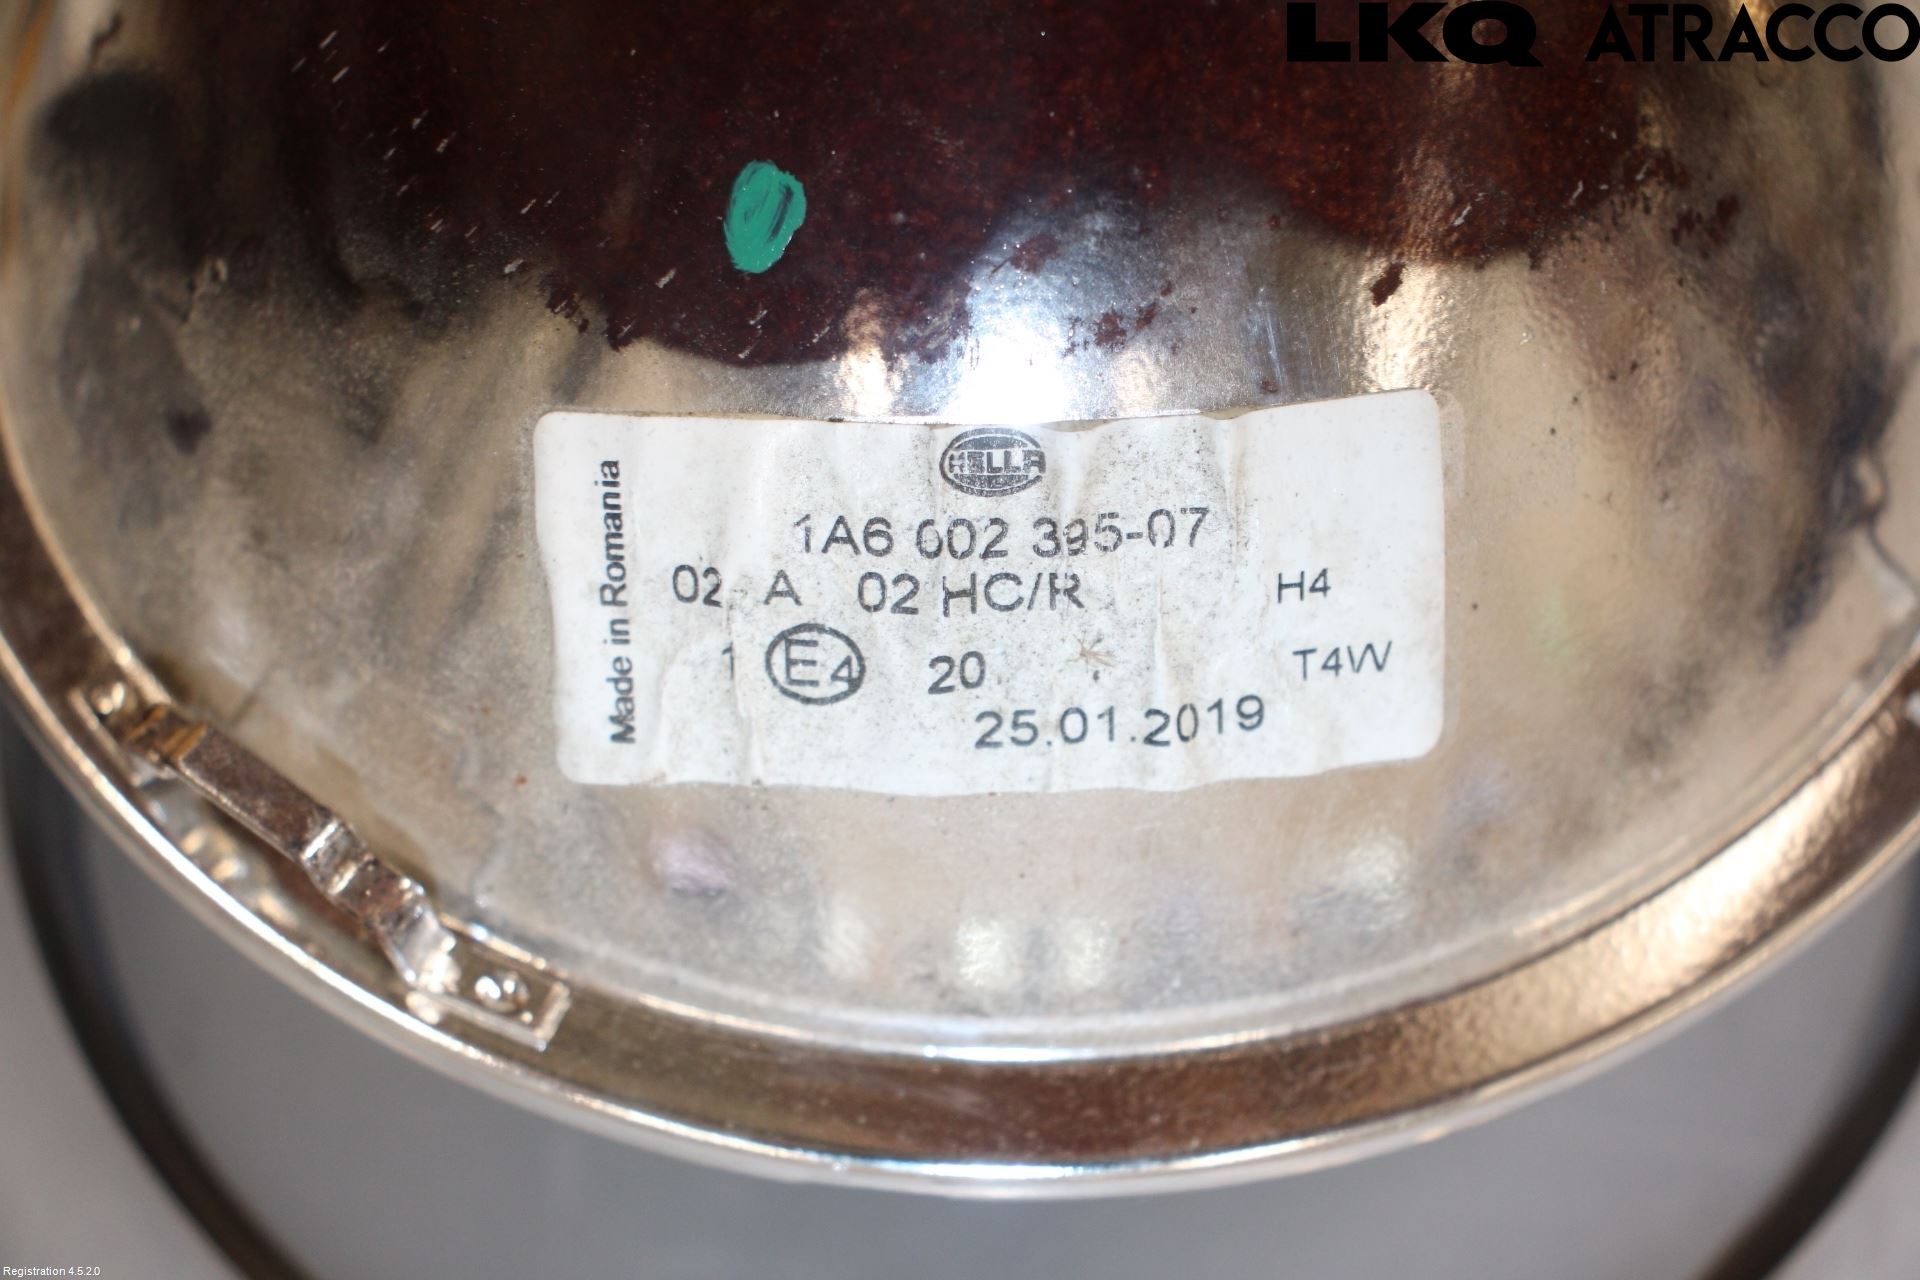 LKQ ATRACCO
HELLA
Made in Romania
1A6 002 395-07
02 A 02 HC/R H4
1 E4 20 T4W
25.01.2019
Registration 4.5.2.0